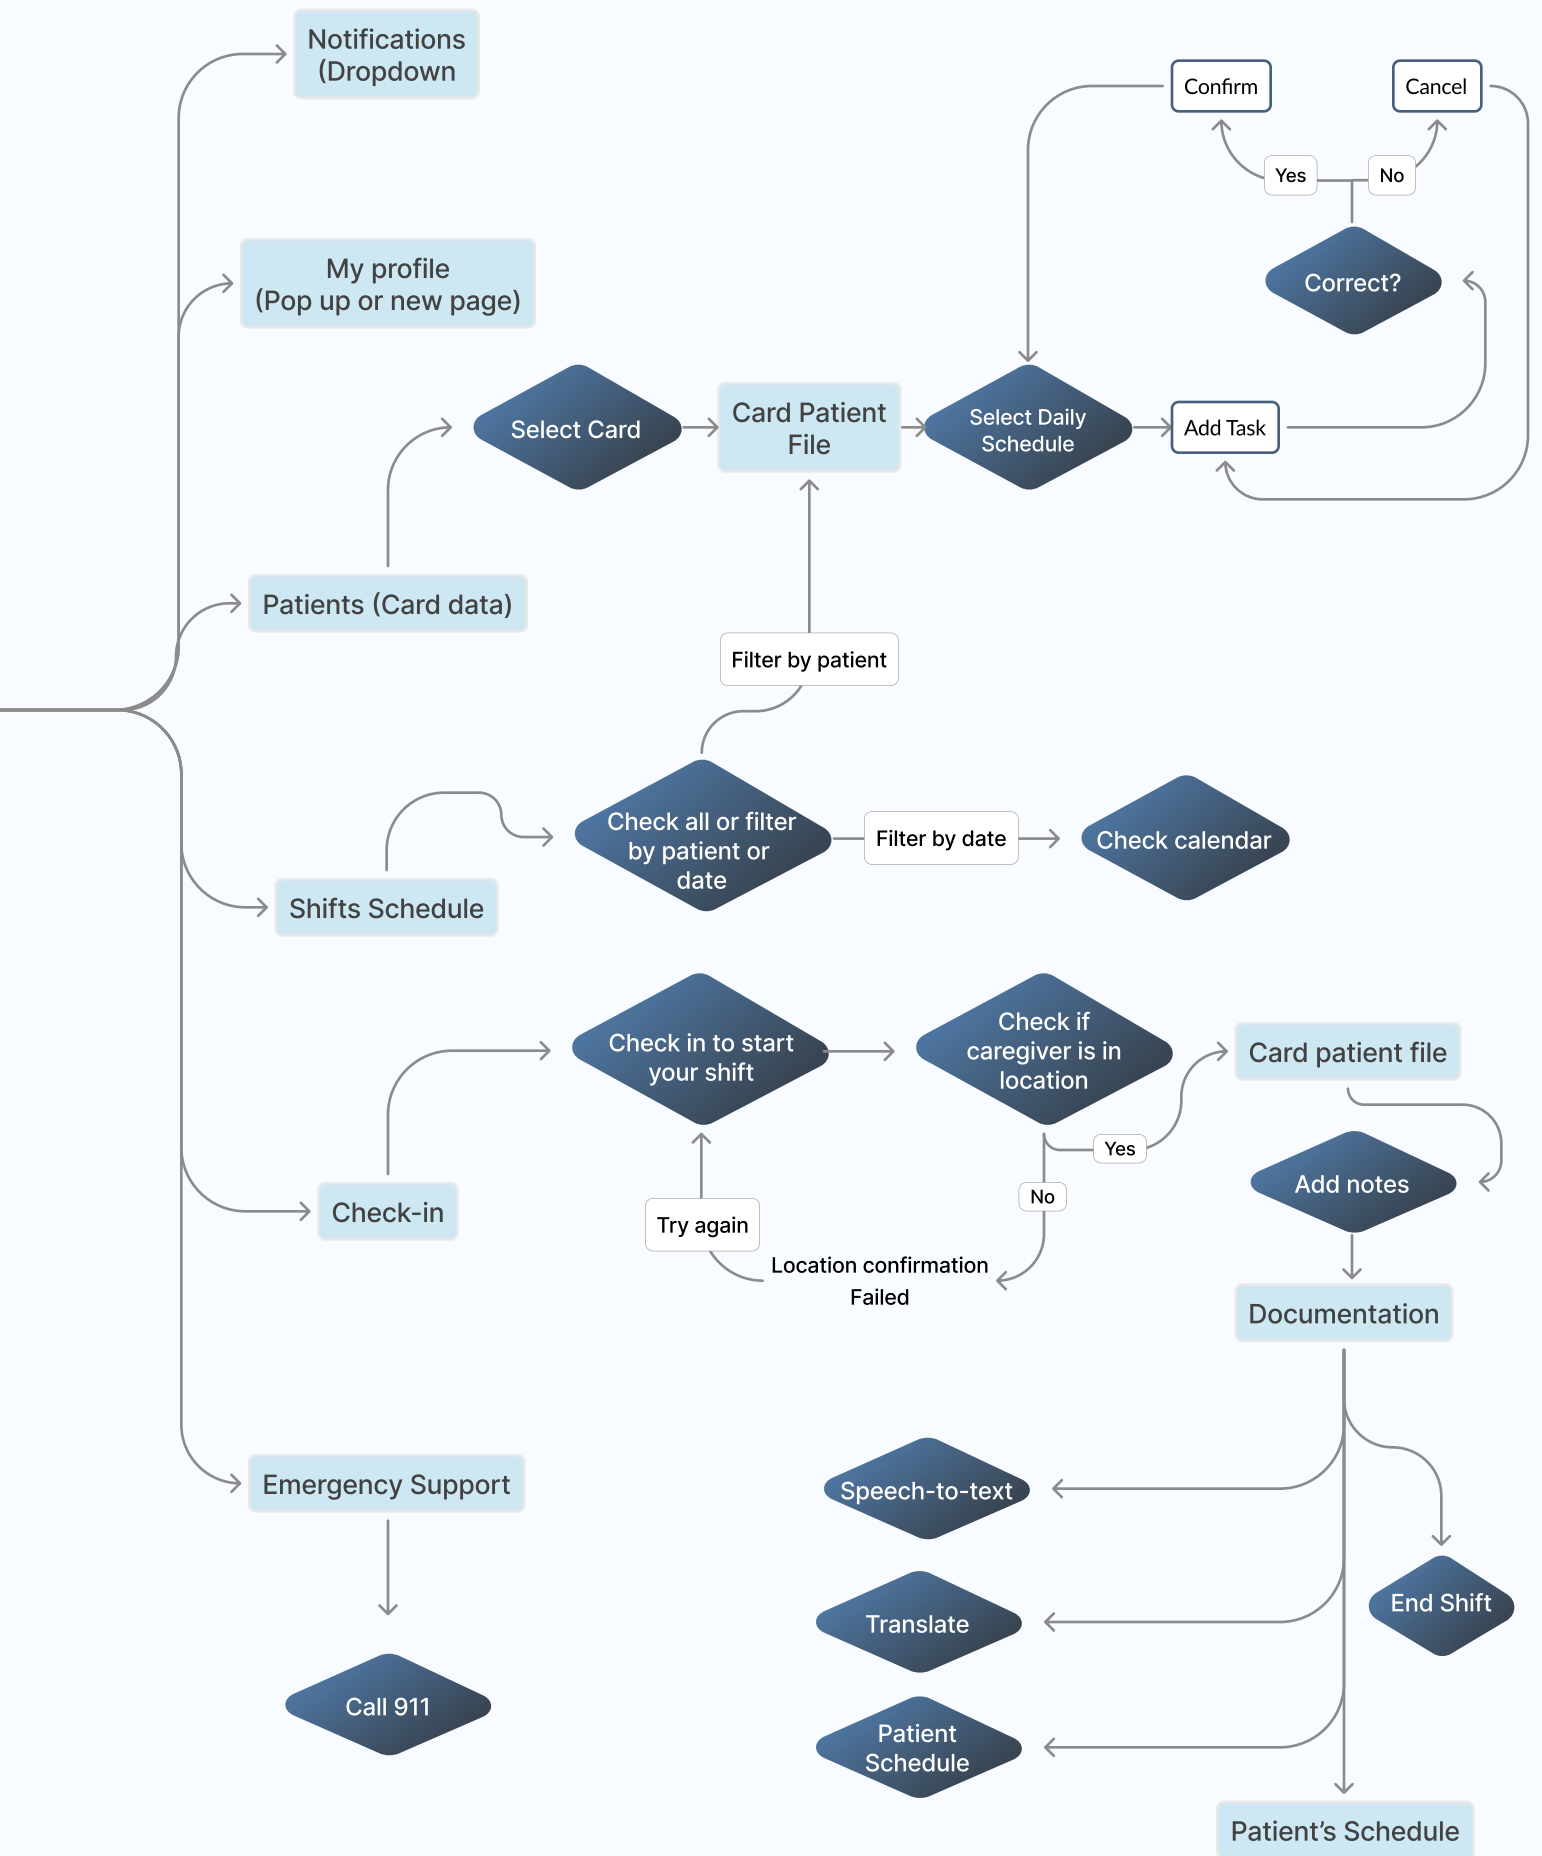 Notifications
(Dropdown
Confirm
Cancel
Yes
No
My profile
(Pop up or new page)
Correct?
Select Card
Card Patient
File
Select Daily
Schedule
Add Task
Patients (Card data)
Filter by patient
Check all or filter
by patient or
date
Filter by date
Check calendar
Shifts Schedule
Check in to start
your shift
Check if
caregiver is in
location
Card patient file
Yes
Add notes
No
Check-in
Try again
Location confirmation
Failed
Documentation
Emergency Support
Speech-to-text
End Shift
Translate
Call 911
Patient
Schedule
Patient’s Schedule